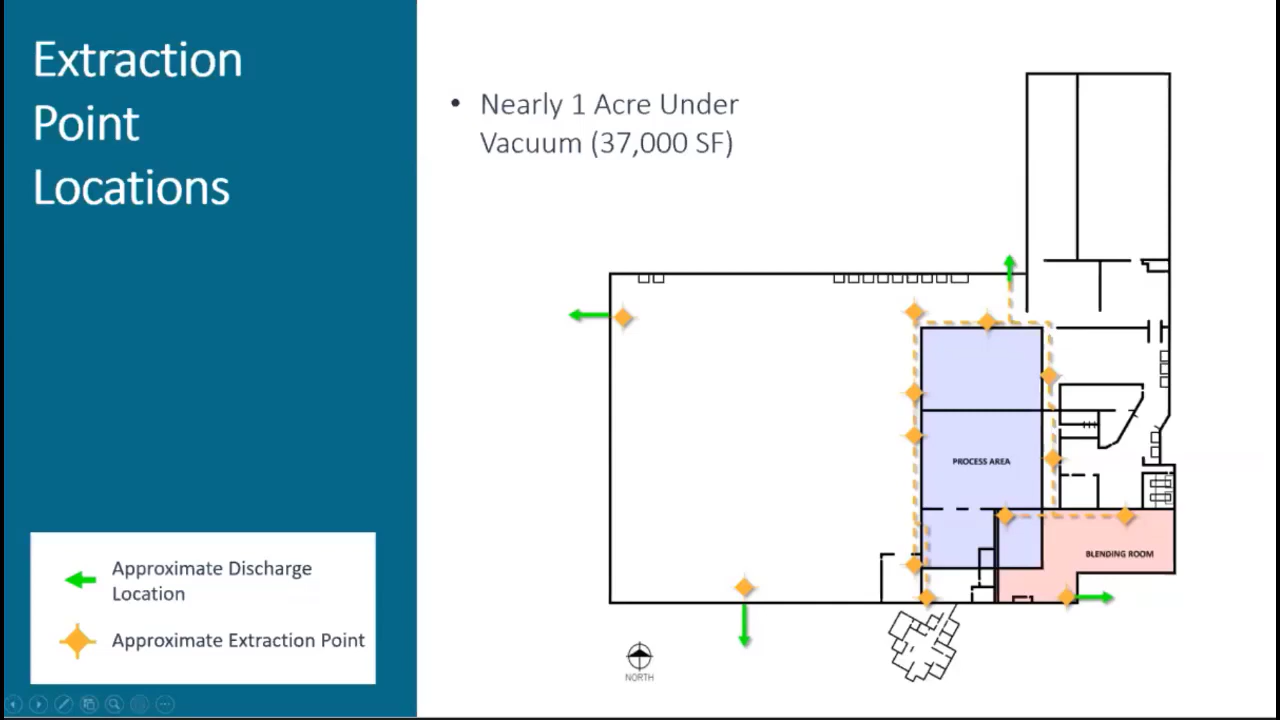 Extraction
Point
Locations
• Nearly 1 Acre Under
Vacuum (37,000 SF)
PROCESS AREA
BLENDING ROOM
NORTH
Approximate Discharge
Location
Approximate Extraction Point